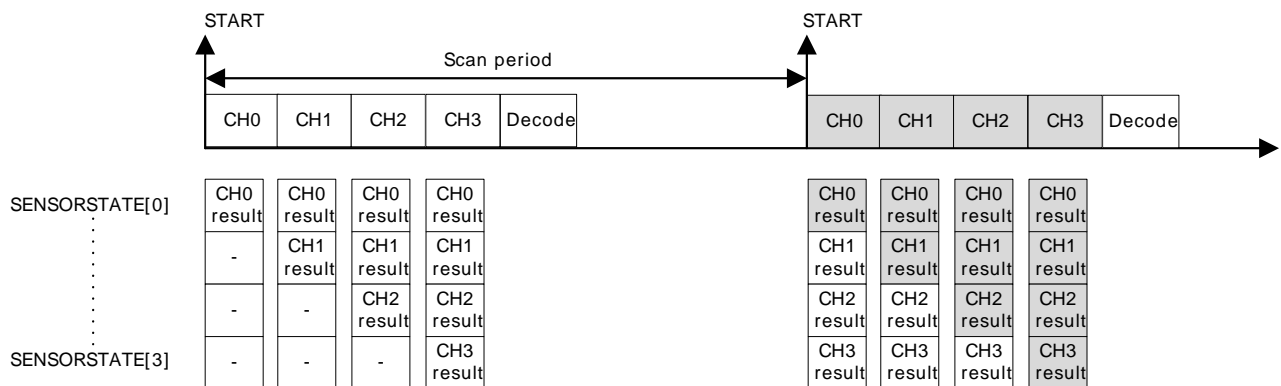 START START
Scan period
CH0 CH1 CH2 CH3 Decode CH0 CH1 CH2 CH3 Decode
SENSORSTATE[0] CH0 result CH0 result CH0 result CH0 result CH0 result CH0 result CH0 result CH0 result
- CH1 result CH1 result CH1 result CH1 result CH1 result CH1 result CH1 result
- - CH2 result CH2 result CH2 result CH2 result CH2 result CH2 result
SENSORSTATE[3] - - - CH3 result CH3 result CH3 result CH3 result CH3 result